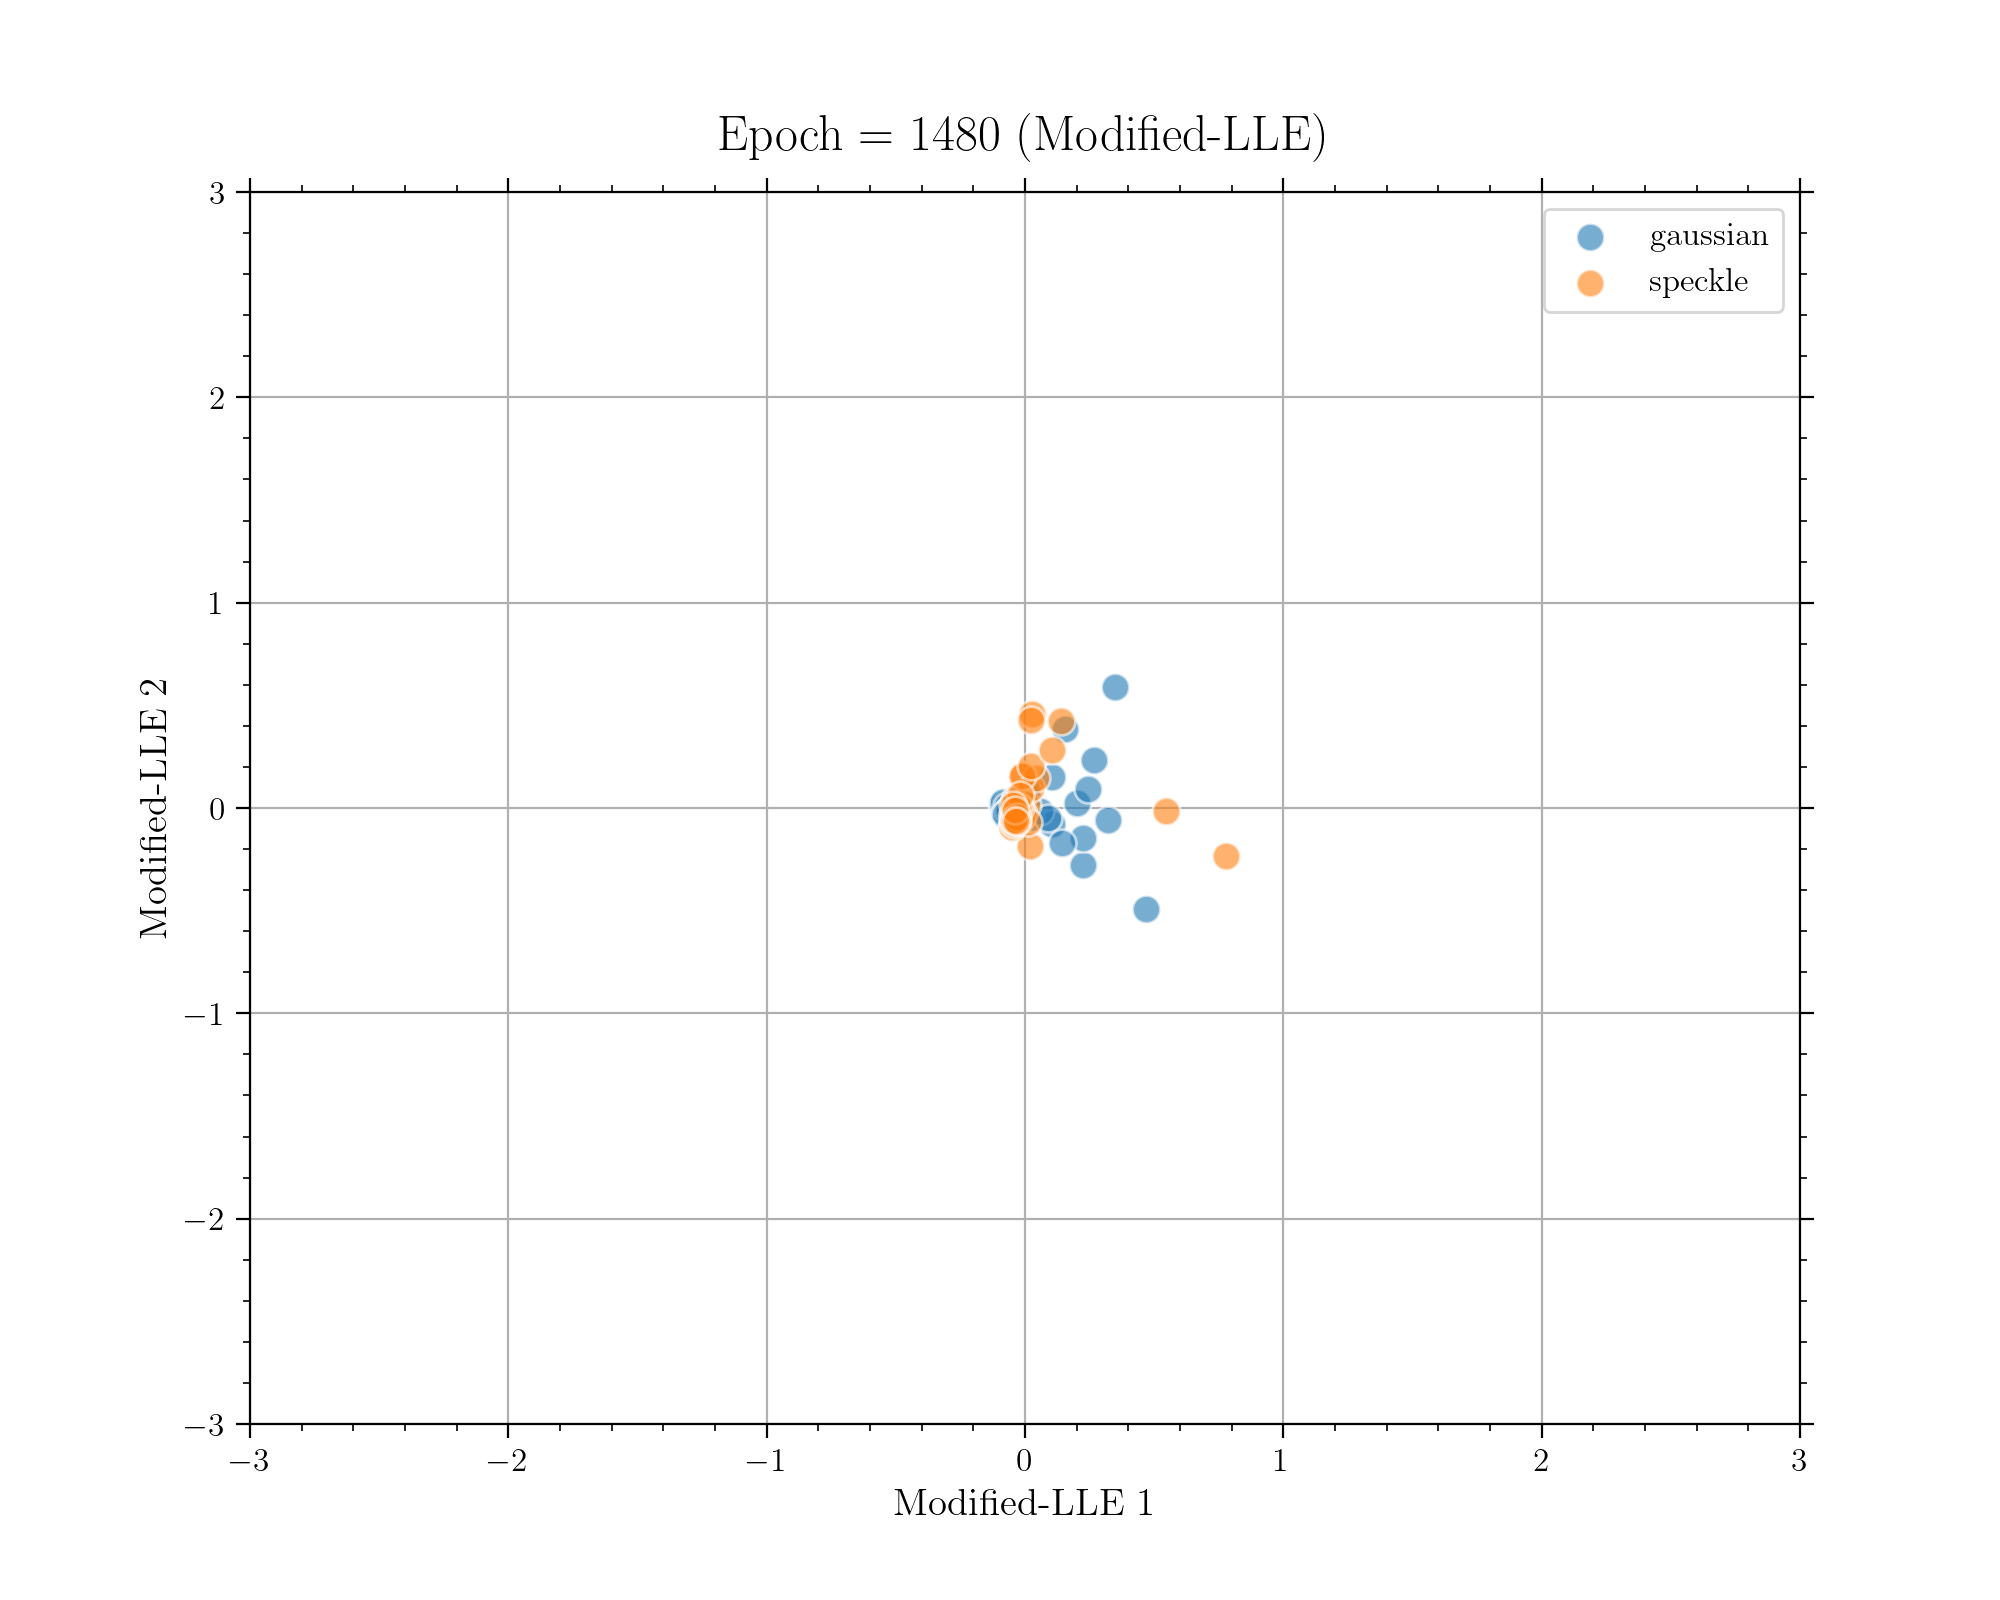 Epoch = 1480 (Modified-LLE)
gaussian
speckle
3
2
1
0
−1
−2
−3
Modified-LLE 2
−3
−2
−1
0
1
2
3
Modified-LLE 1